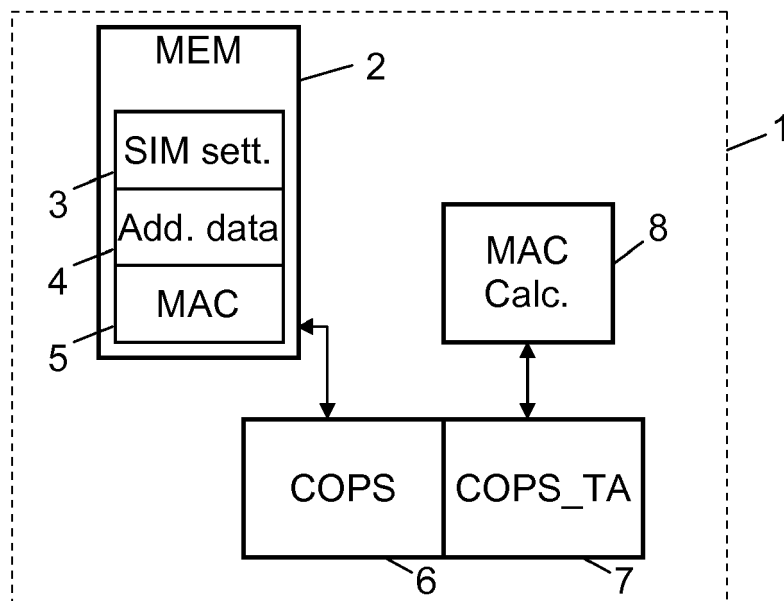 MEM
2
1
SIM sett.
3
Add. data
4
MAC
5
MAC
Calc.
8
COPS
COPS_TA
6
7